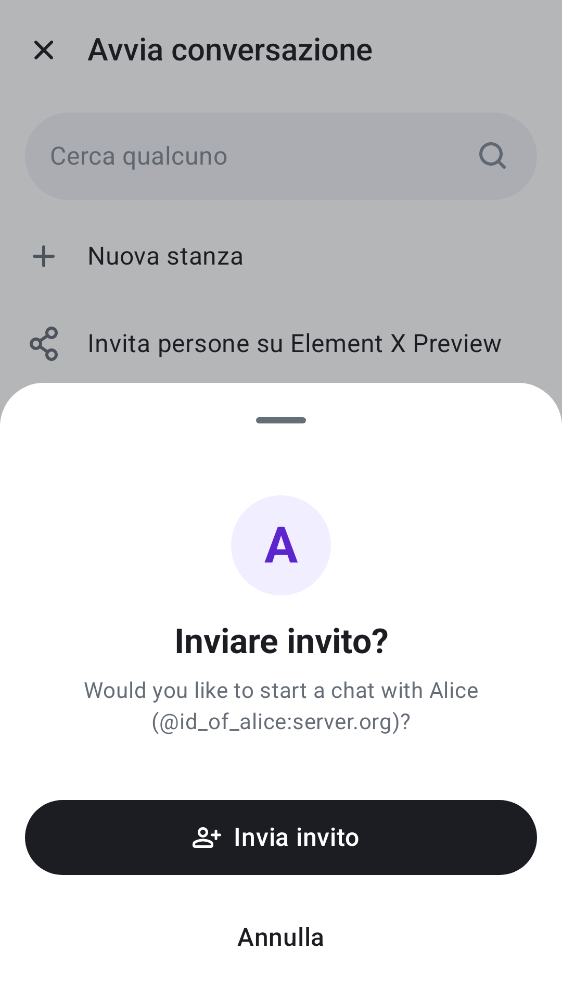 Avvia conversazione
Cerca qualcuno
Nuova stanza
Invita persone su Element X Preview
A
Inviare invito?
Would you like to start a chat with Alice
(@id_of_alice:server.org)?
Invia invito
Annulla